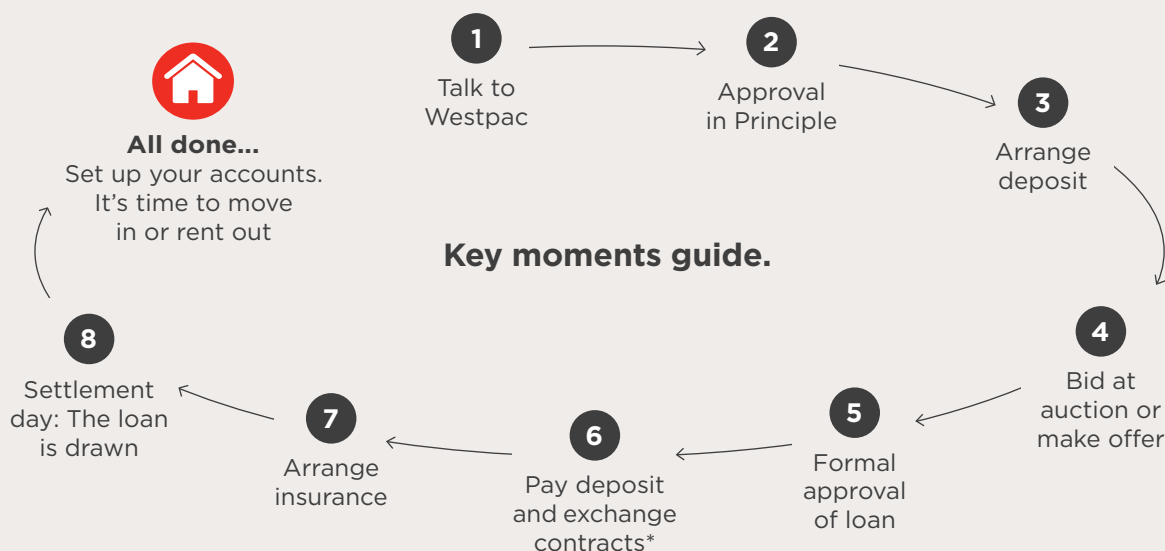 Key moments guide.
1
Talk to
Westpac
2
Approval
in Principle
3
Arrange
deposit
4
Bid at
auction or
make offer
5
Formal
approval
of loan
6
Pay deposit
and exchange
contracts*
7
Arrange
insurance
8
Settlement
day: The loan
is drawn
All done...
Set up your accounts.
It’s time to move
in or rent out